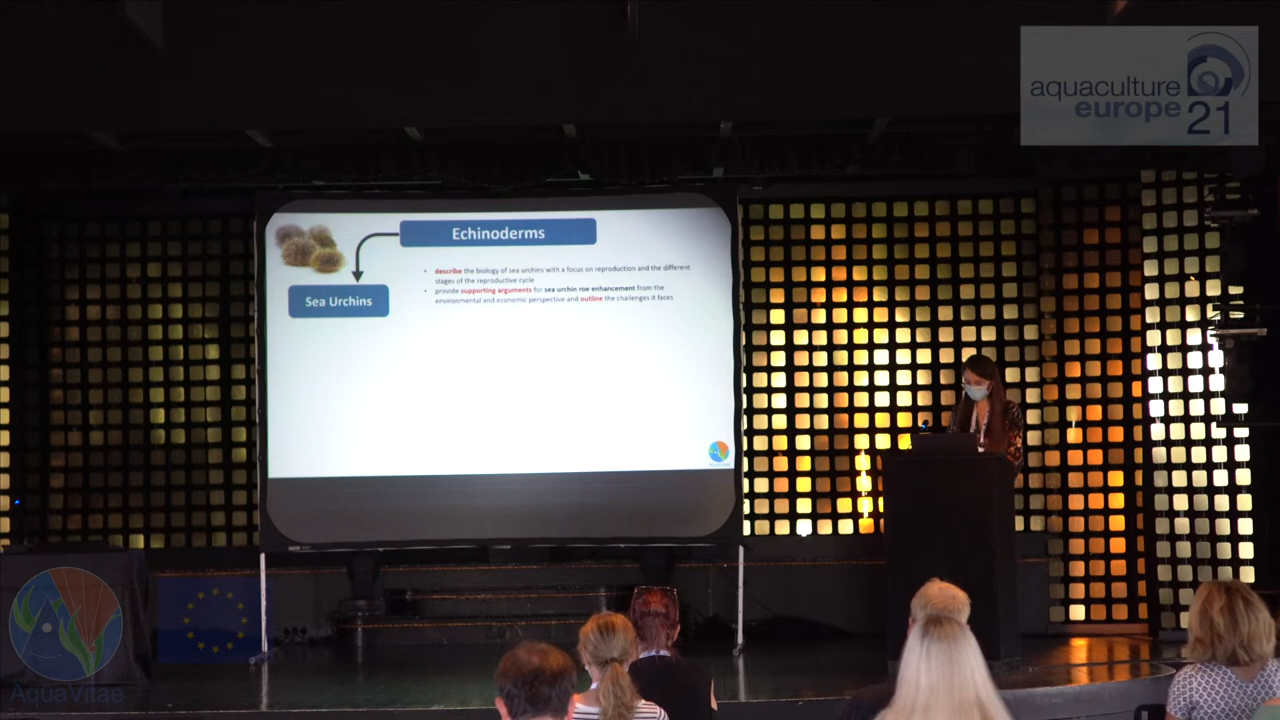 aquaculture
europe 21
Echinoderms
Sea Urchins
• describe the biology of sea urchins with a focus on reproduction and the different
stages of the reproductive cycle
• provide supporting arguments for sea urchin roe enhancement from the
environmental and economic perspective and outline the challenges it faces
AquaVitae